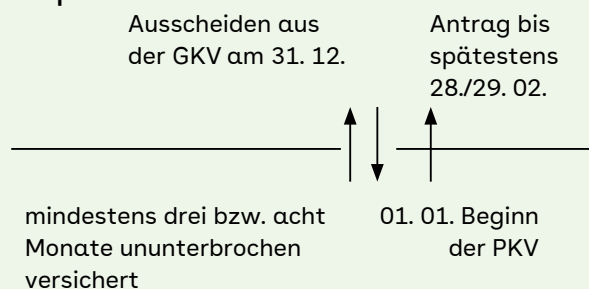 Ausscheiden aus
der GKV am 31. 12.
Antrag bis
spätestens
28./29. 02.
mindestens drei bzw. acht
Monate ununterbrochen
versichert
01. 01. Beginn
der PKV